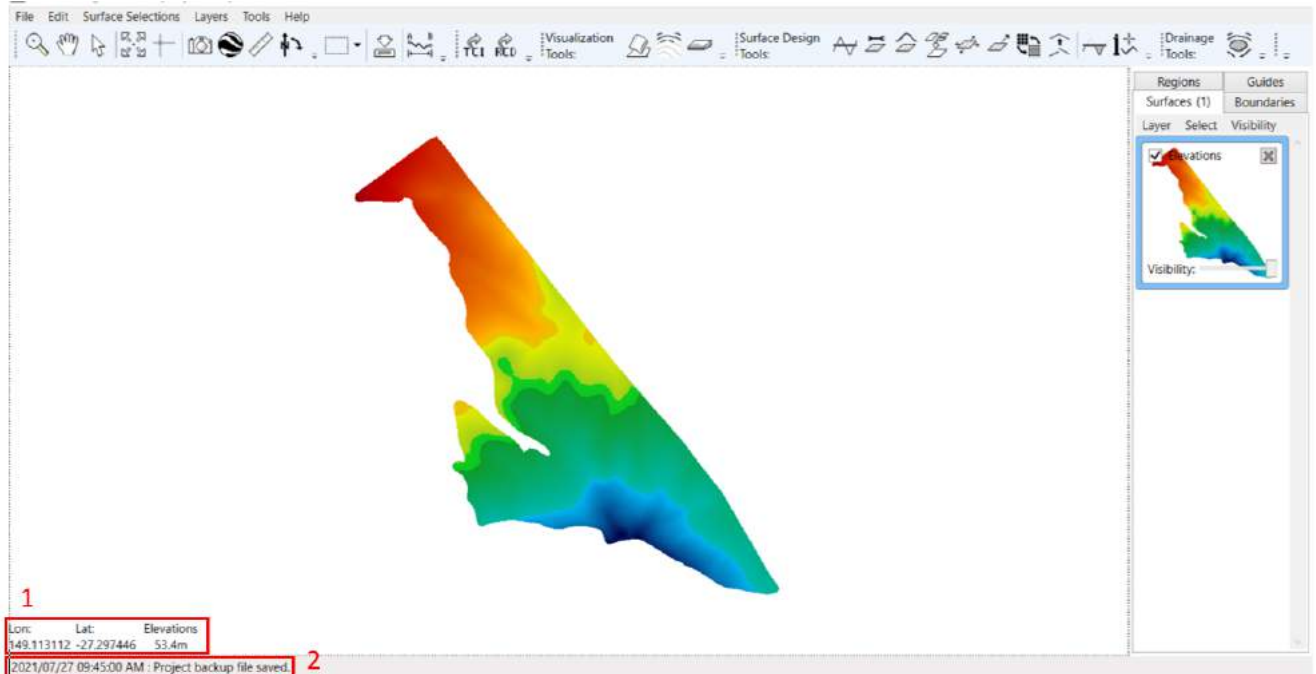 File Edit Surface Selections Layers Tools Help
TCI RCD Visualization Tools: Surface Design Tools: Drainage Tools:
Regions Guides
Surfaces (1) Boundaries
Layer Select Visibility
Elevations
Visibility:
1
Lon: Lat: Elevations
149.113112 -27.297446 53.4m
2021/07/27 09:45:00 AM : Project backup file saved. 2